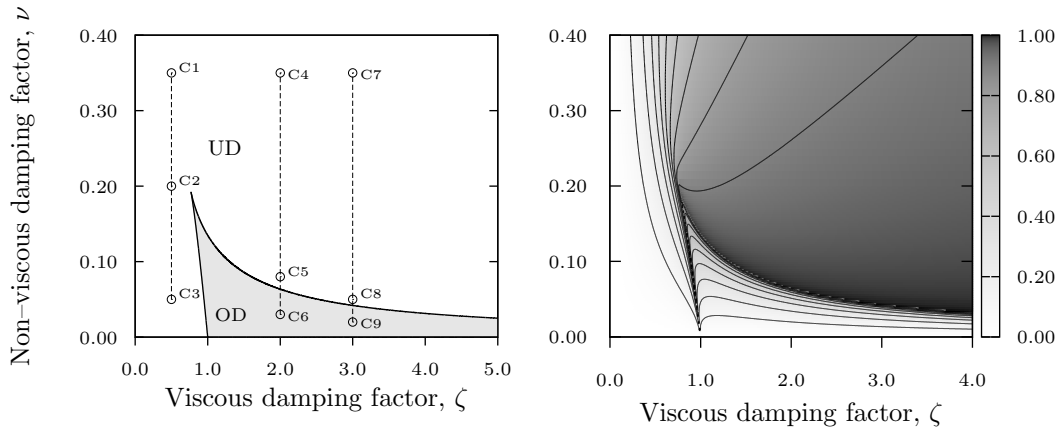 Non–viscous damping factor, ν
0.40
0.30
0.20
0.10
0.00
C1
C4
C7
UD
C2
C5
C8
C3
OD
C6
C9
0.0
1.0
2.0
3.0
4.0
5.0
Viscous damping factor, ζ
0.40
0.30
0.20
0.10
0.00
0.0
1.0
2.0
3.0
4.0
Viscous damping factor, ζ
1.00
0.80
0.60
0.40
0.20
0.00